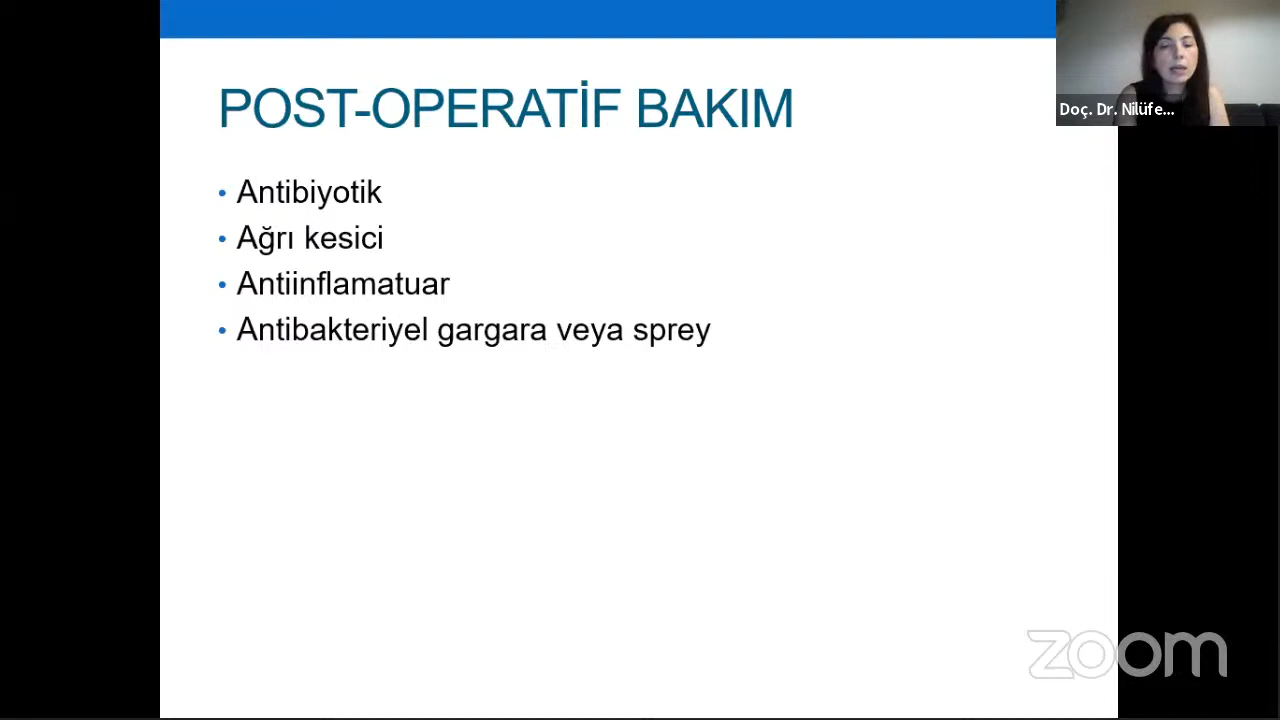 POST-OPERATİF BAKIM
• Antibiyotik
• Ağrı kesici
• Antiinflamatuar
• Antibakteriyel gargara veya sprey
Doç. Dr. Nilüfe...
zoom